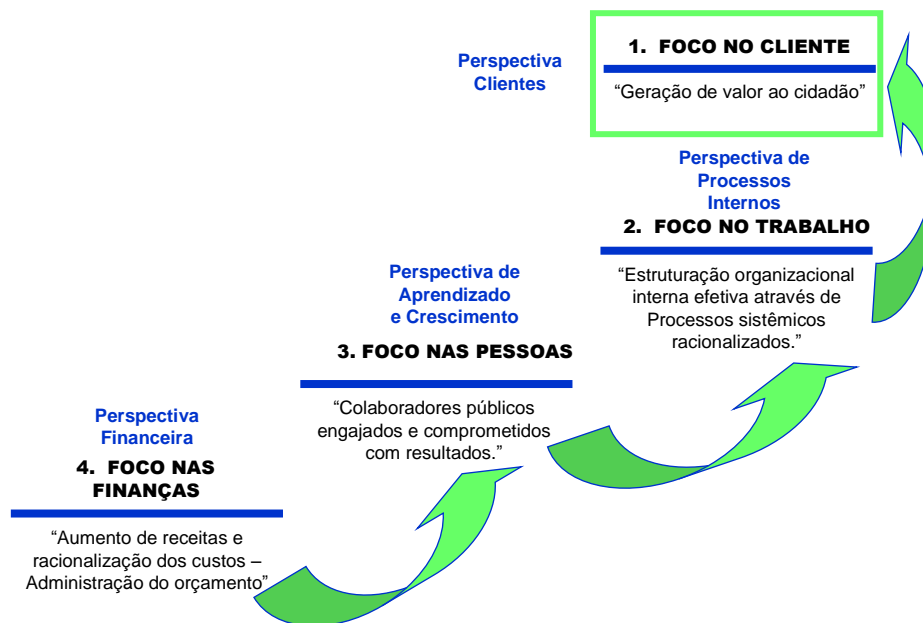 Perspectiva
Clientes
1. FOCO NO CLIENTE
“Geração de valor ao cidadão”
Perspectiva de
Processos
Internos
2. FOCO NO TRABALHO
“Estruturação organizacional
interna efetiva através de
Processos sistêmicos
racionalizados.”
Perspectiva de
Aprendizado
e Crescimento
3. FOCO NAS PESSOAS
“Colaboradores públicos
engajados e comprometidos
com resultados.”
Perspectiva
Financeira
4. FOCO NAS
FINANÇAS
“Aumento de receitas e
racionalização dos custos –
Administração do orçamento”